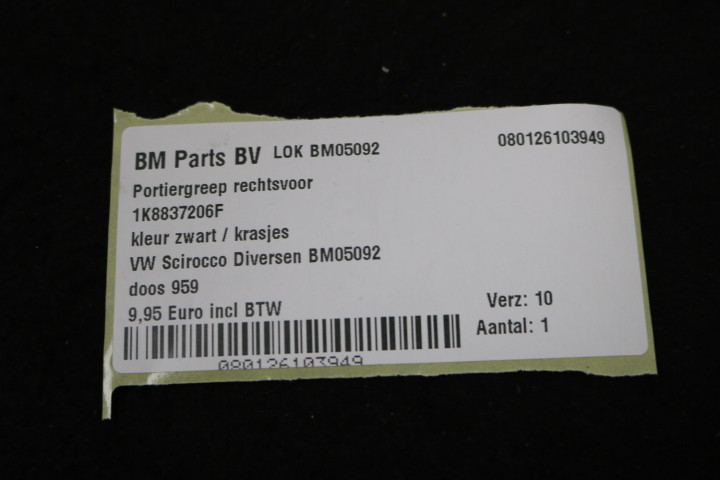 BM Parts BV LOK BM05092 080126103949
Portiergreep rechtsvoor
1K8837206F
kleur zwart / krasjes
VW Scirocco Diversen BM05092
doos 959
9,95 Euro incl BTW
Verz: 10
Aantal: 1
080126103949